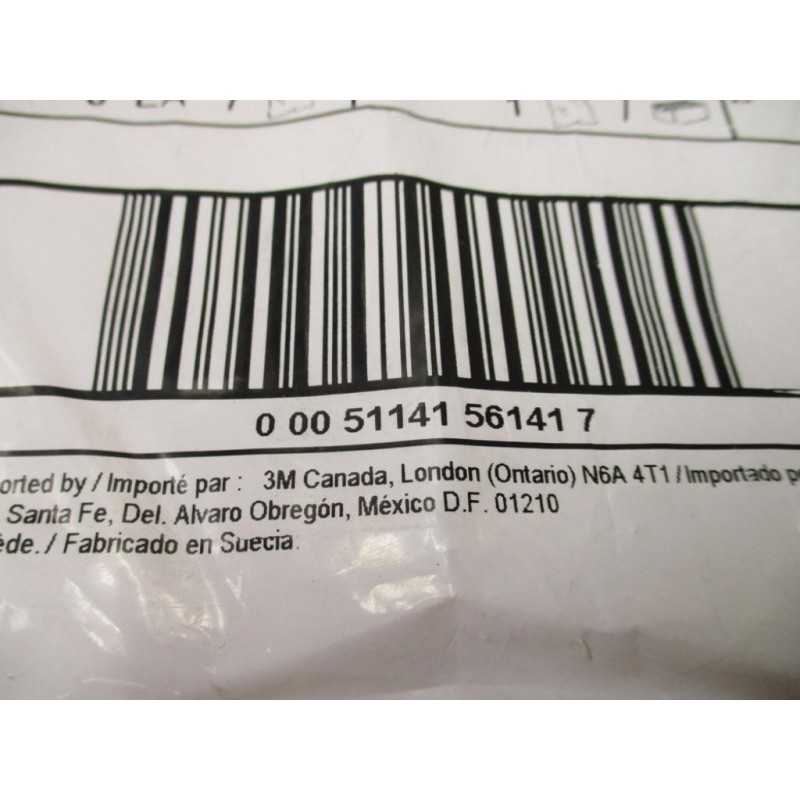 0 00 51141 56141 7
orted by / Importé par : 3M Canada, London (Ontario) N6A 4T1 / Importado po
Santa Fe, Del. Alvaro Obregón, México D.F. 01210
ède. / Fabricado en Suecia.